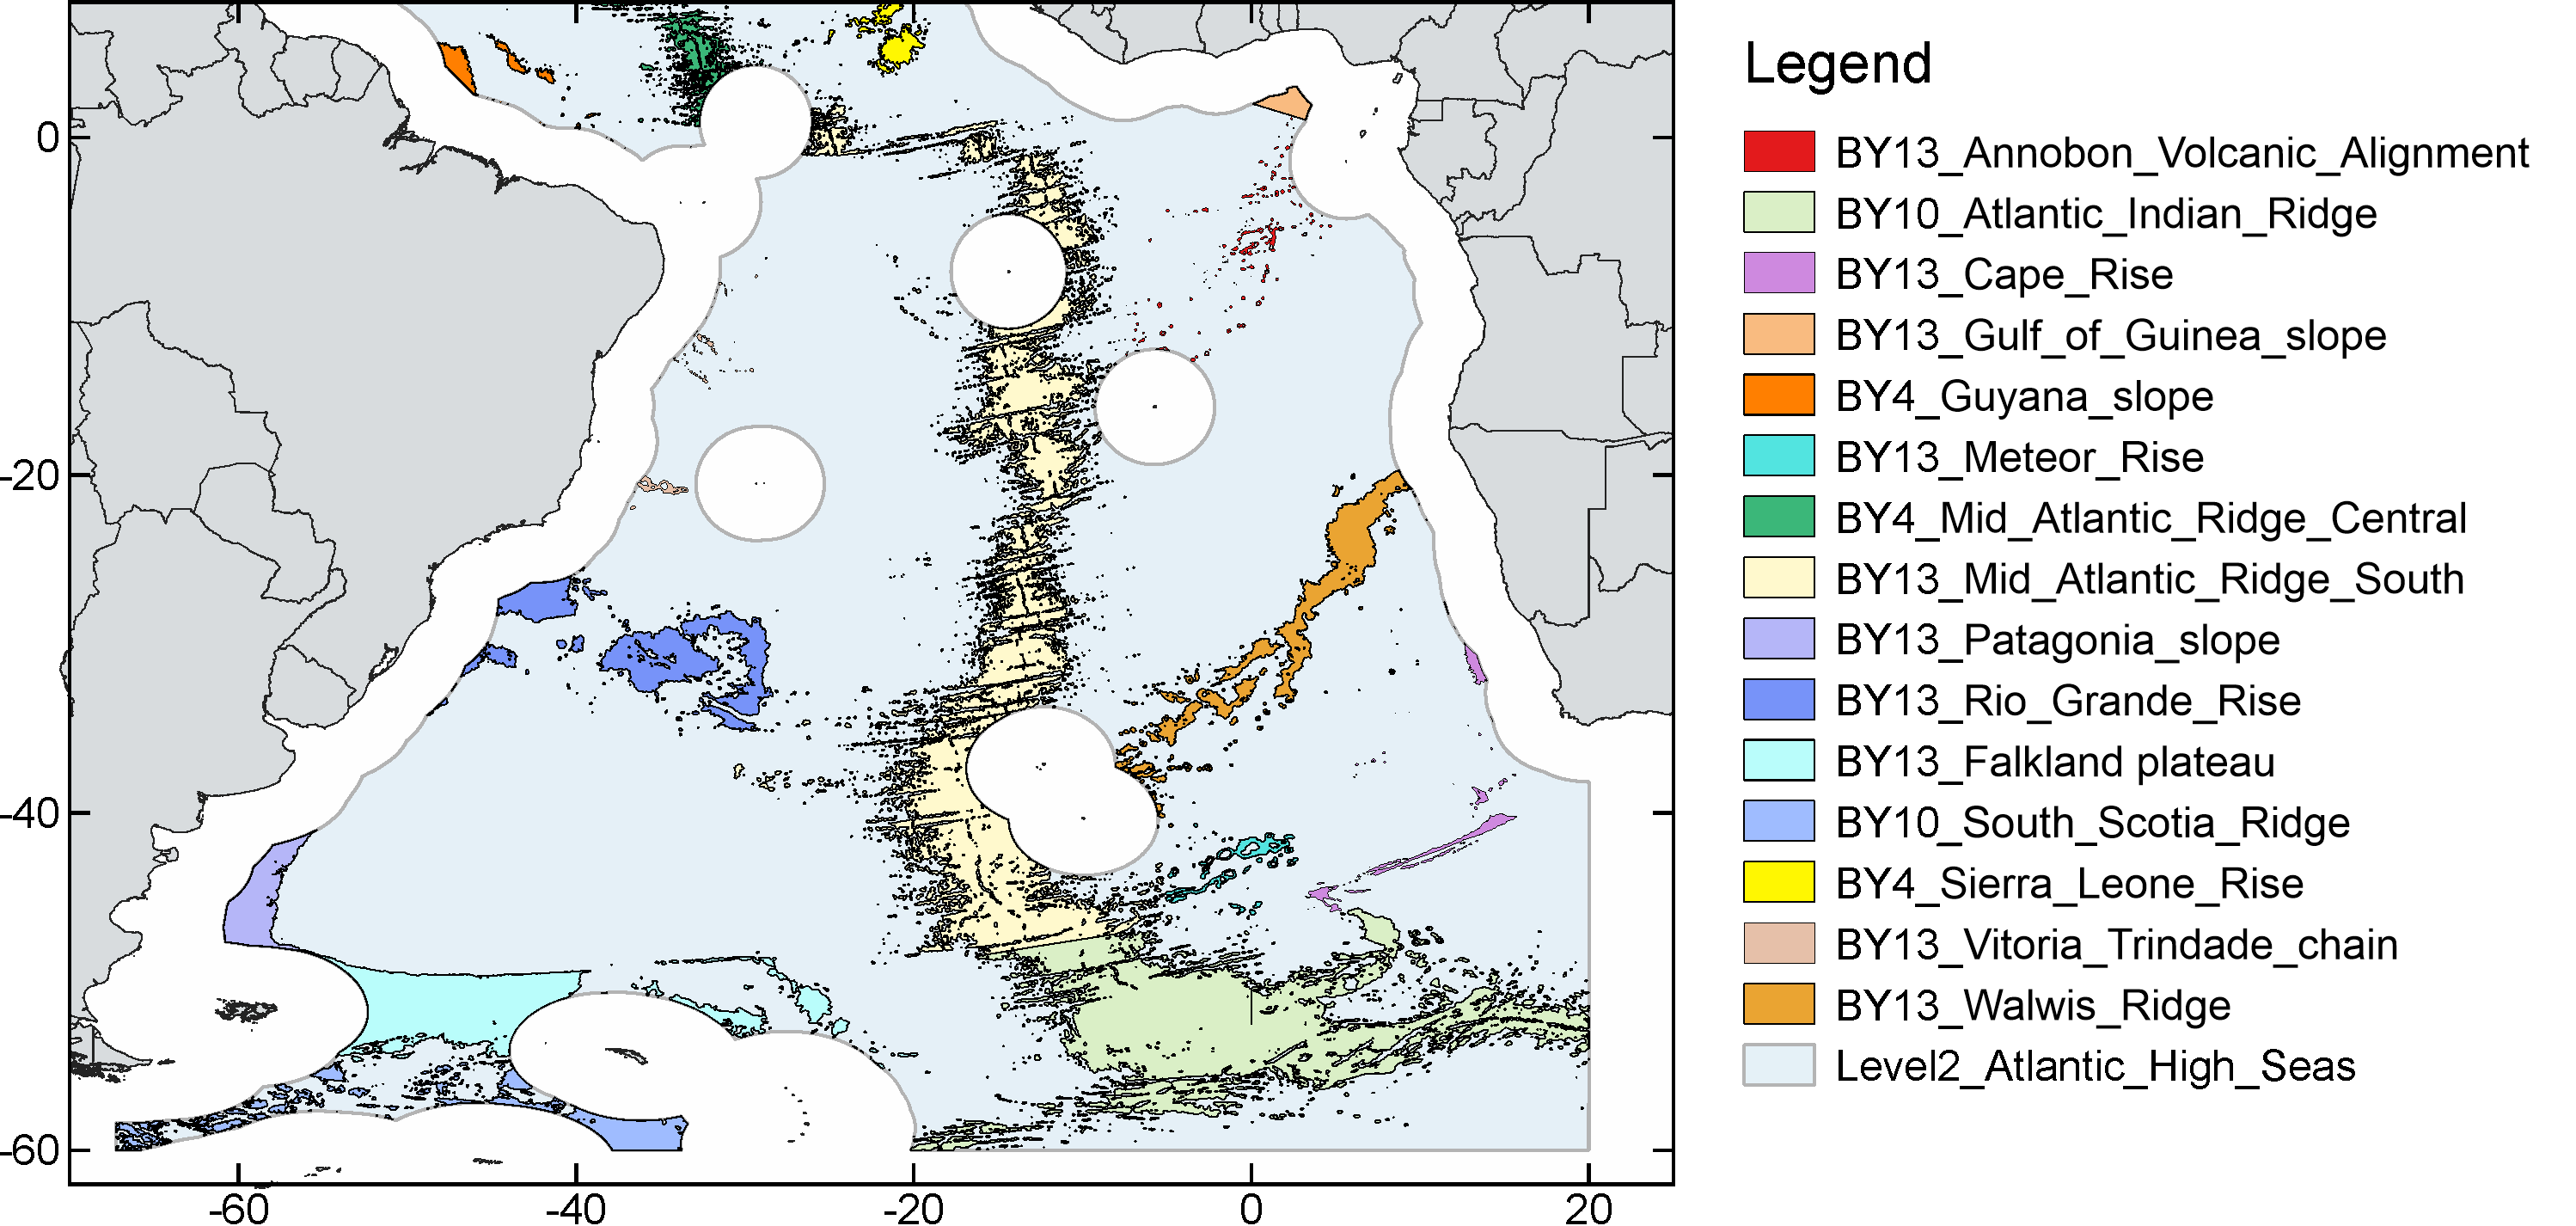 Legend
BY13_Annobon_Volcanic_Alignment
BY10_Atlantic_Indian_Ridge
BY13_Cape_Rise
BY13_Gulf_of_Guinea_slope
BY4_Guyana_slope
BY13_Meteor_Rise
BY4_Mid_Atlantic_Ridge_Central
BY13_Mid_Atlantic_Ridge_South
BY13_Patagonia_slope
BY13_Rio_Grande_Rise
BY13_Falkland plateau
BY10_South_Scotia_Ridge
BY4_Sierra_Leone_Rise
BY13_Vitoria_Trindade_chain
BY13_Walwis_Ridge
Level2_Atlantic_High_Seas
0
-20
-40
-60
-60 -40 -20 0 20